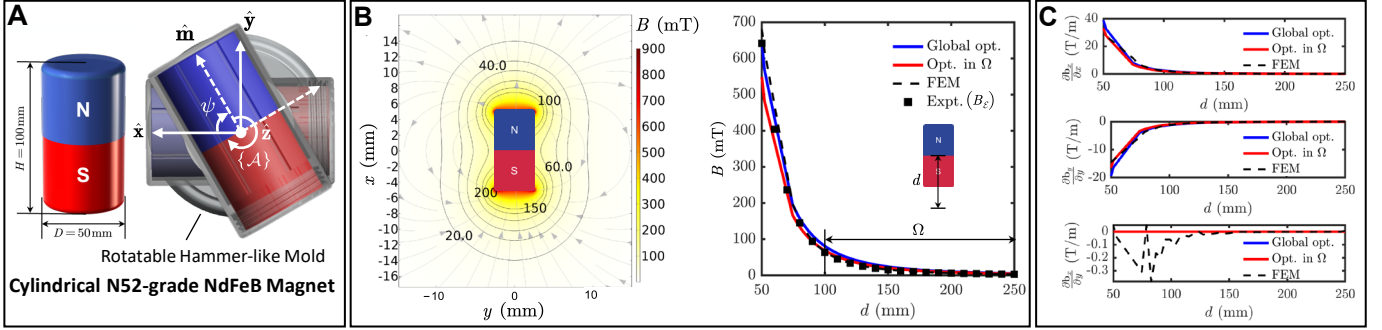 A
N
S
H = 100mm
D = 50mm
m̂
ŷ
ψ
x̂
ẑ
{A}
Rotatable Hammer-like Mold
Cylindrical N52-grade NdFeB Magnet
B
B (mT)
x (mm)
14
12
10
8
6
4
2
0
-2
-4
-6
-8
-10
-12
-14
-16
40.0
100
N
S
60.0
200
150
20.0
−10
0
10
y (mm)
900
800
700
600
500
400
300
200
100
B (mT)
700
600
500
400
300
200
100
0
Global opt.
Opt. in Ω
FEM
Expt. (B_ℰ)
N
S
d
Ω
50
100
150
200
250
d (mm)
C
∂bx/∂x (T/m)
40
20
0
Global opt.
Opt. in Ω
FEM
50 100 150 200 250
d (mm)
∂by/∂y (T/m)
0
-10
-20
Global opt.
Opt. in Ω
FEM
50 100 150 200 250
d (mm)
∂bx/∂y (T/m)
0
-0.1
-0.2
-0.3
Global opt.
Opt. in Ω
FEM
50 100 150 200 250
d (mm)